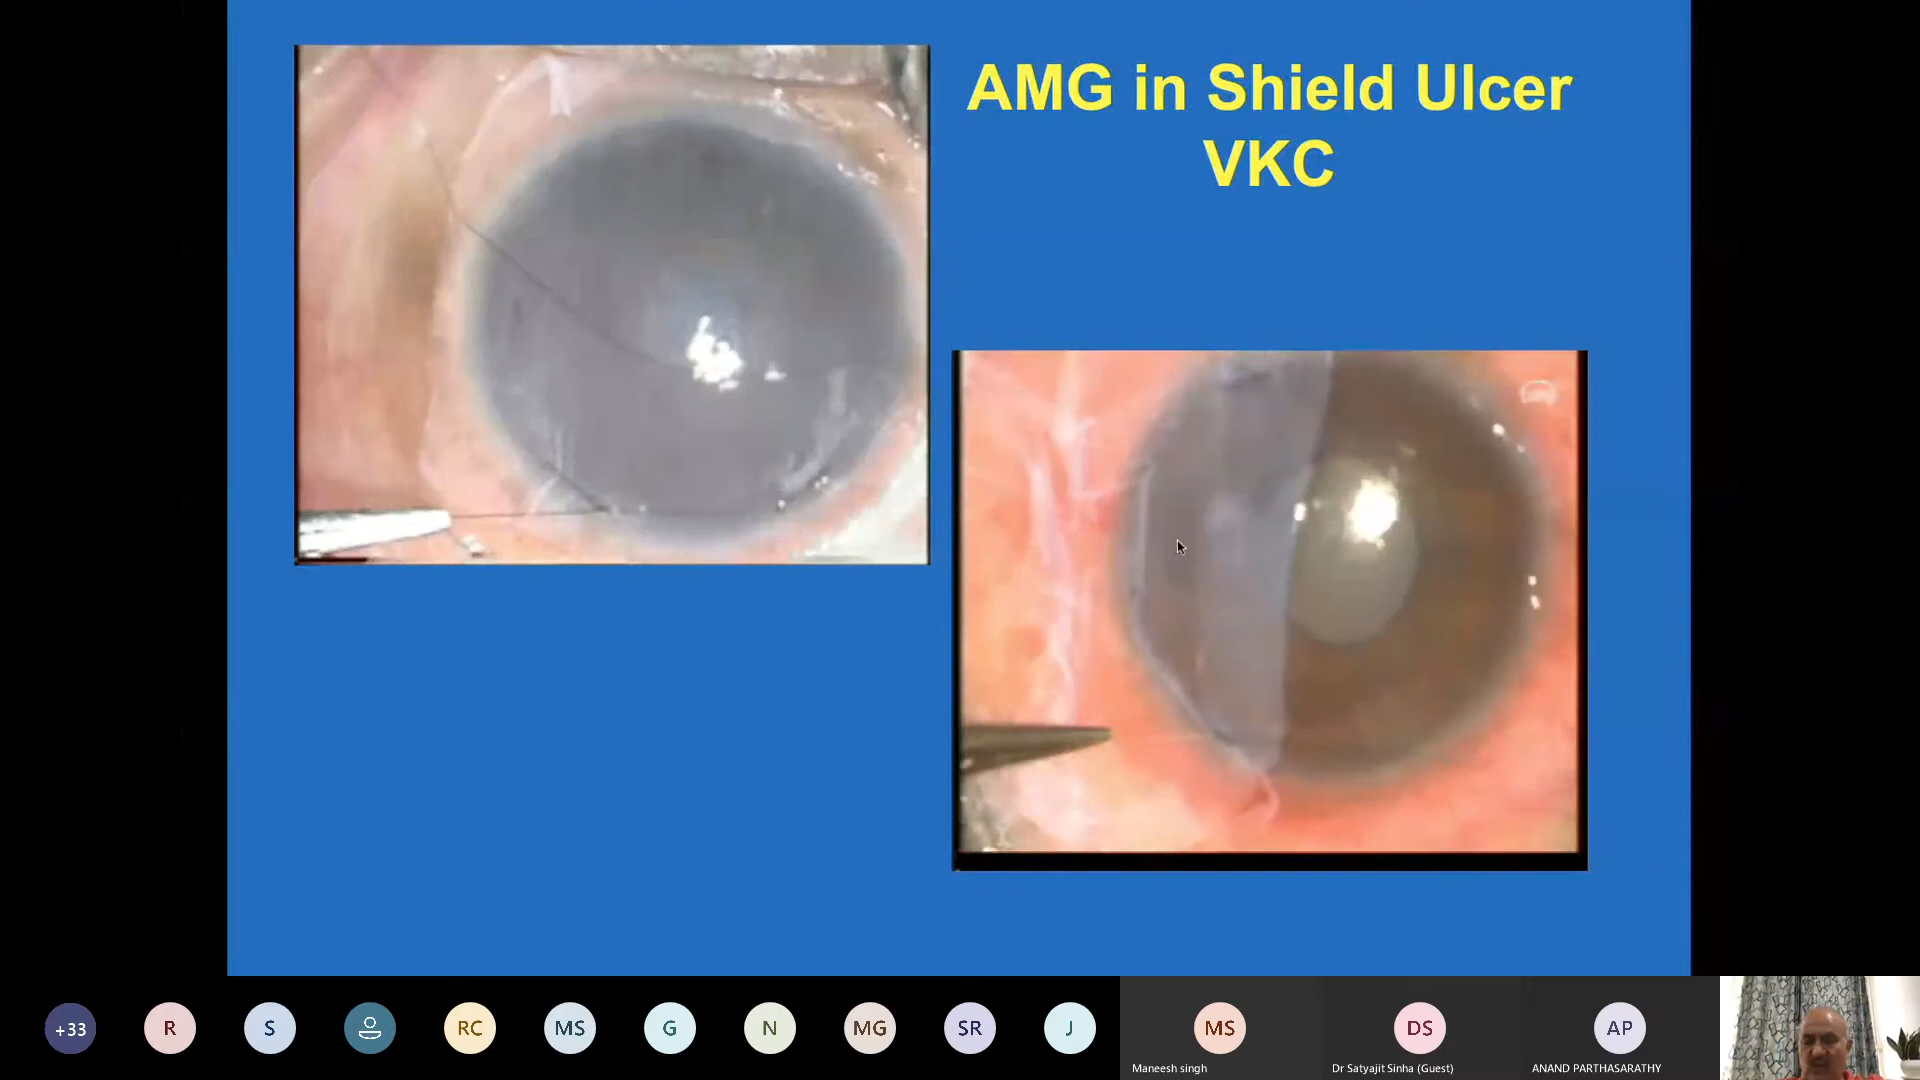 AMG in Shield Ulcer
VKC
+33
R
S
RC
MS
G
N
MG
SR
J
MS
DS
AP
Maneesh singh
Dr Satyajit Sinha (Guest)
ANAND PARTHASARATHY